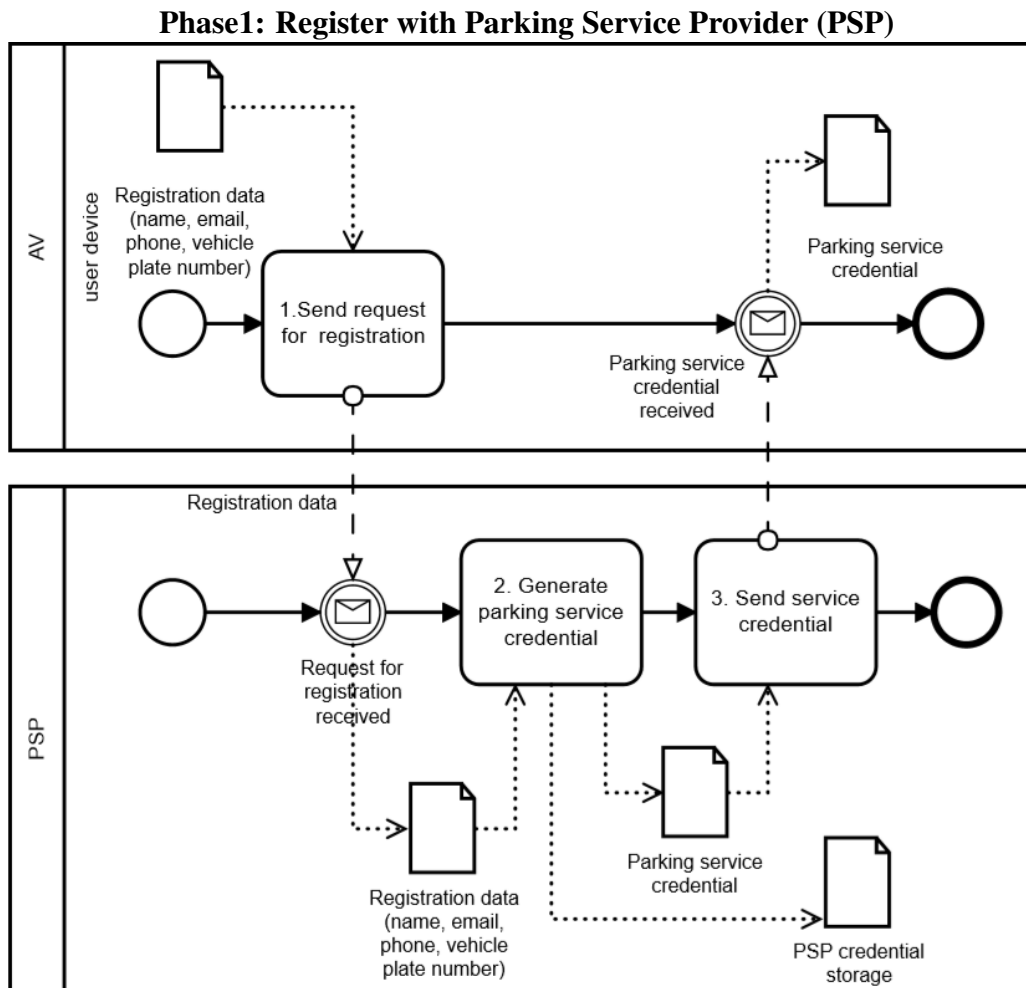 Phase1: Register with Parking Service Provider (PSP)
AV
user device
Registration data
(name, email,
phone, vehicle
plate number)
1.Send request
for registration
Parking service
credential
received
Parking service
credential
Registration data
PSP
Request for
registration
received
2. Generate
parking service
credential
3. Send service
credential
Registration data
(name, email,
phone, vehicle
plate number)
Parking service
credential
PSP credential
storage